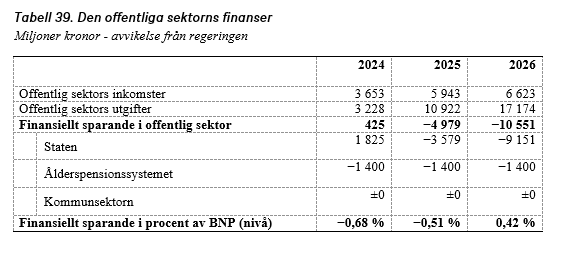 Tabell 39. Den offentliga sektorns finanser
Miljoner kronor - avvikelse från regeringen
2024 2025 2026
Offentlig sektors inkomster 3 653 5 943 6 623
Offentlig sektors utgifter 3 228 10 922 17 174
Finansiellt sparande i offentlig sektor 425 −4 979 −10 551
Staten 1 825 −3 579 −9 151
Ålderspensionssystemet −1 400 −1 400 −1 400
Kommunsektorn ±0 ±0 ±0
Finansiellt sparande i procent av BNP (nivå) −0,68 % −0,51 % 0,42 %